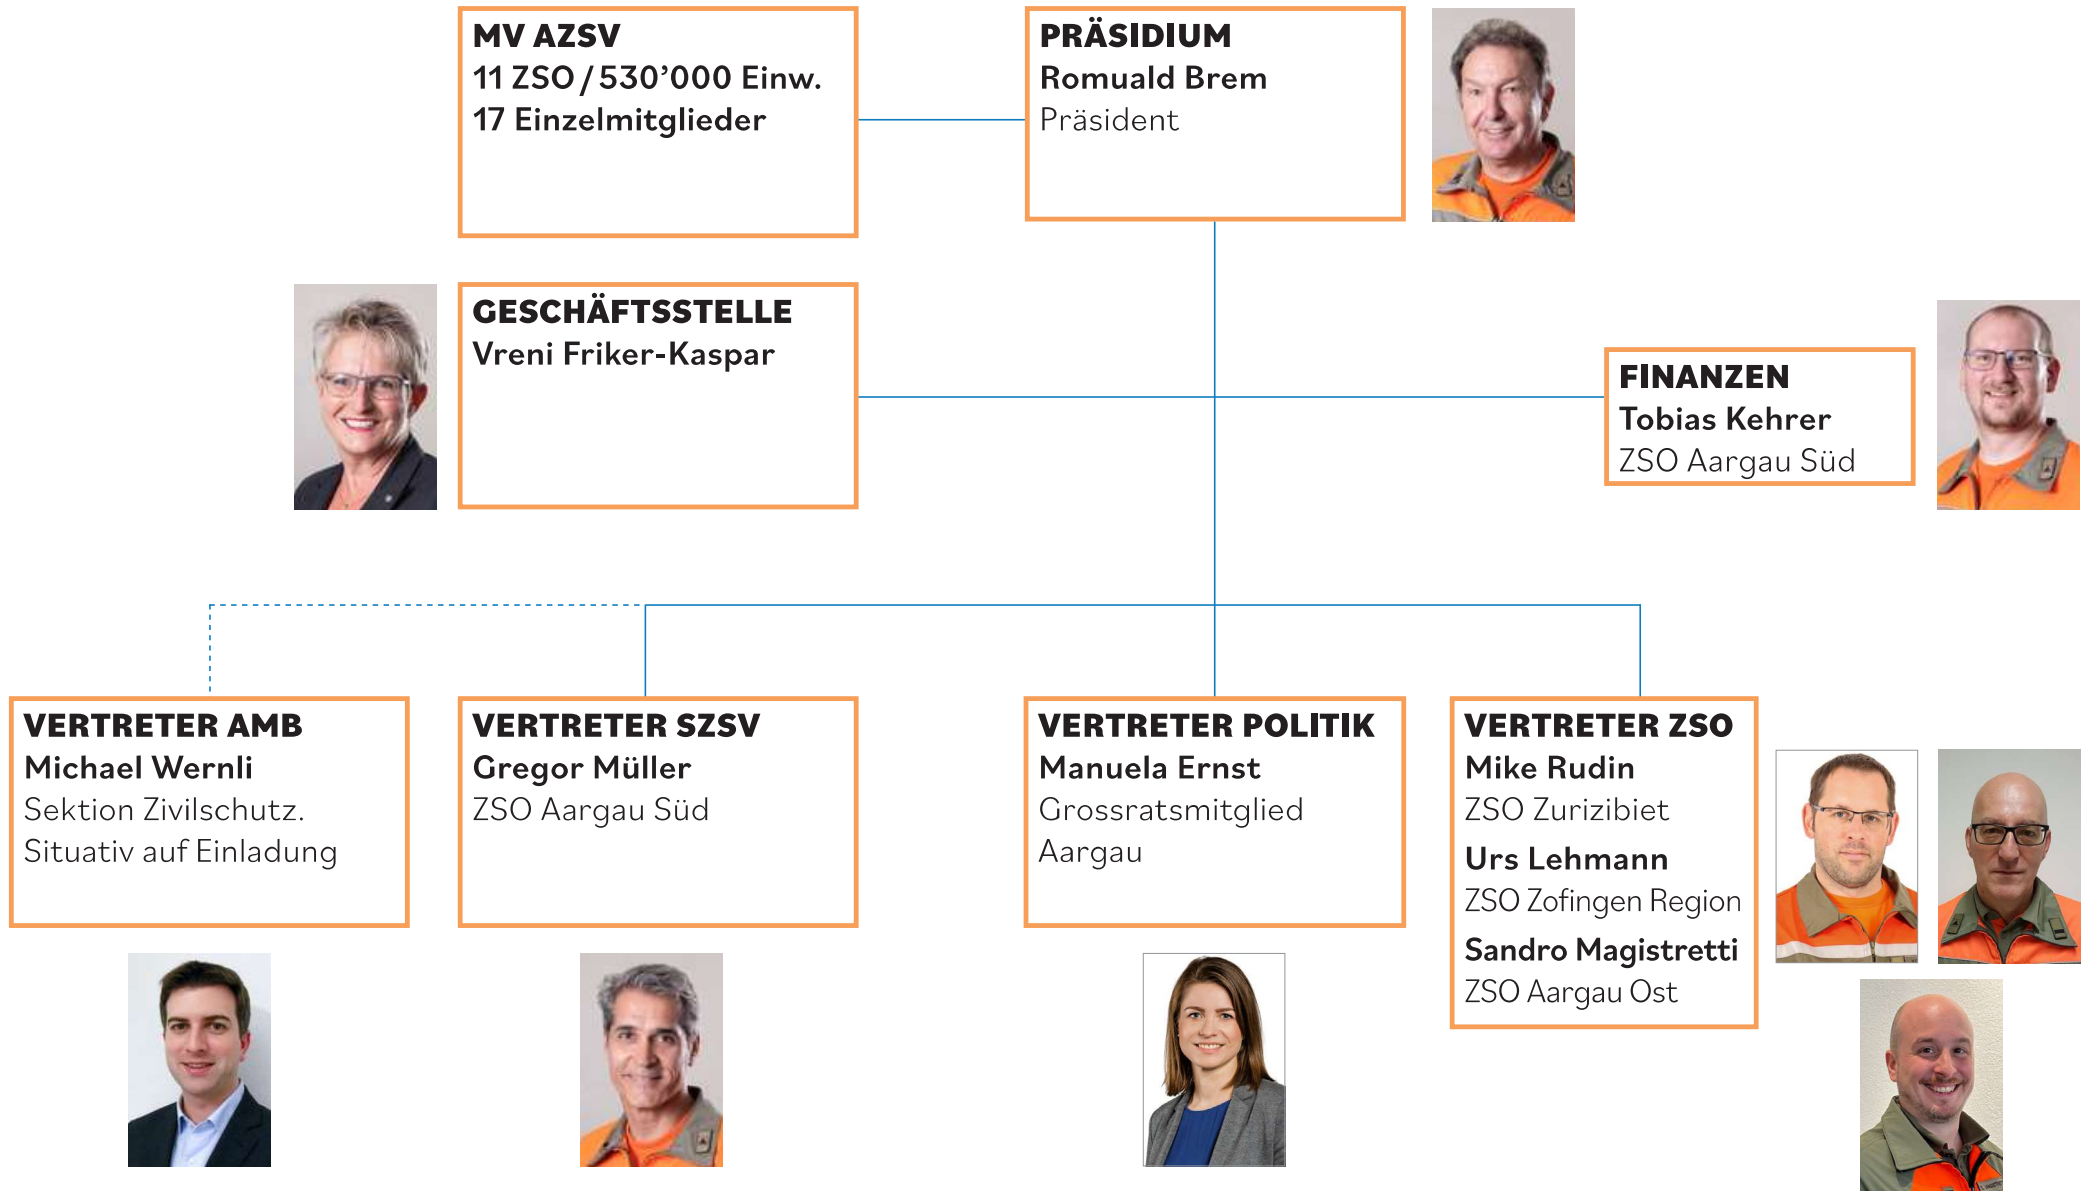 MV AZSV
11 ZSO / 530’000 Einw.
17 Einzelmitglieder
PRÄSIDIUM
Romuald Brem
Präsident
GESCHÄFTSSTELLE
Vreni Friker-Kaspar
FINANZEN
Tobias Kehrer
ZSO Aargau Süd
VERTRETER AMB
Michael Wernli
Sektion Zivilschutz.
Situativ auf Einladung
VERTRETER SZSV
Gregor Müller
ZSO Aargau Süd
VERTRETER POLITIK
Manuela Ernst
Grossratsmitglied
Aargau
VERTRETER ZSO
Mike Rudin
ZSO Zurizibiet
Urs Lehmann
ZSO Zofingen Region
Sandro Magistretti
ZSO Aargau Ost